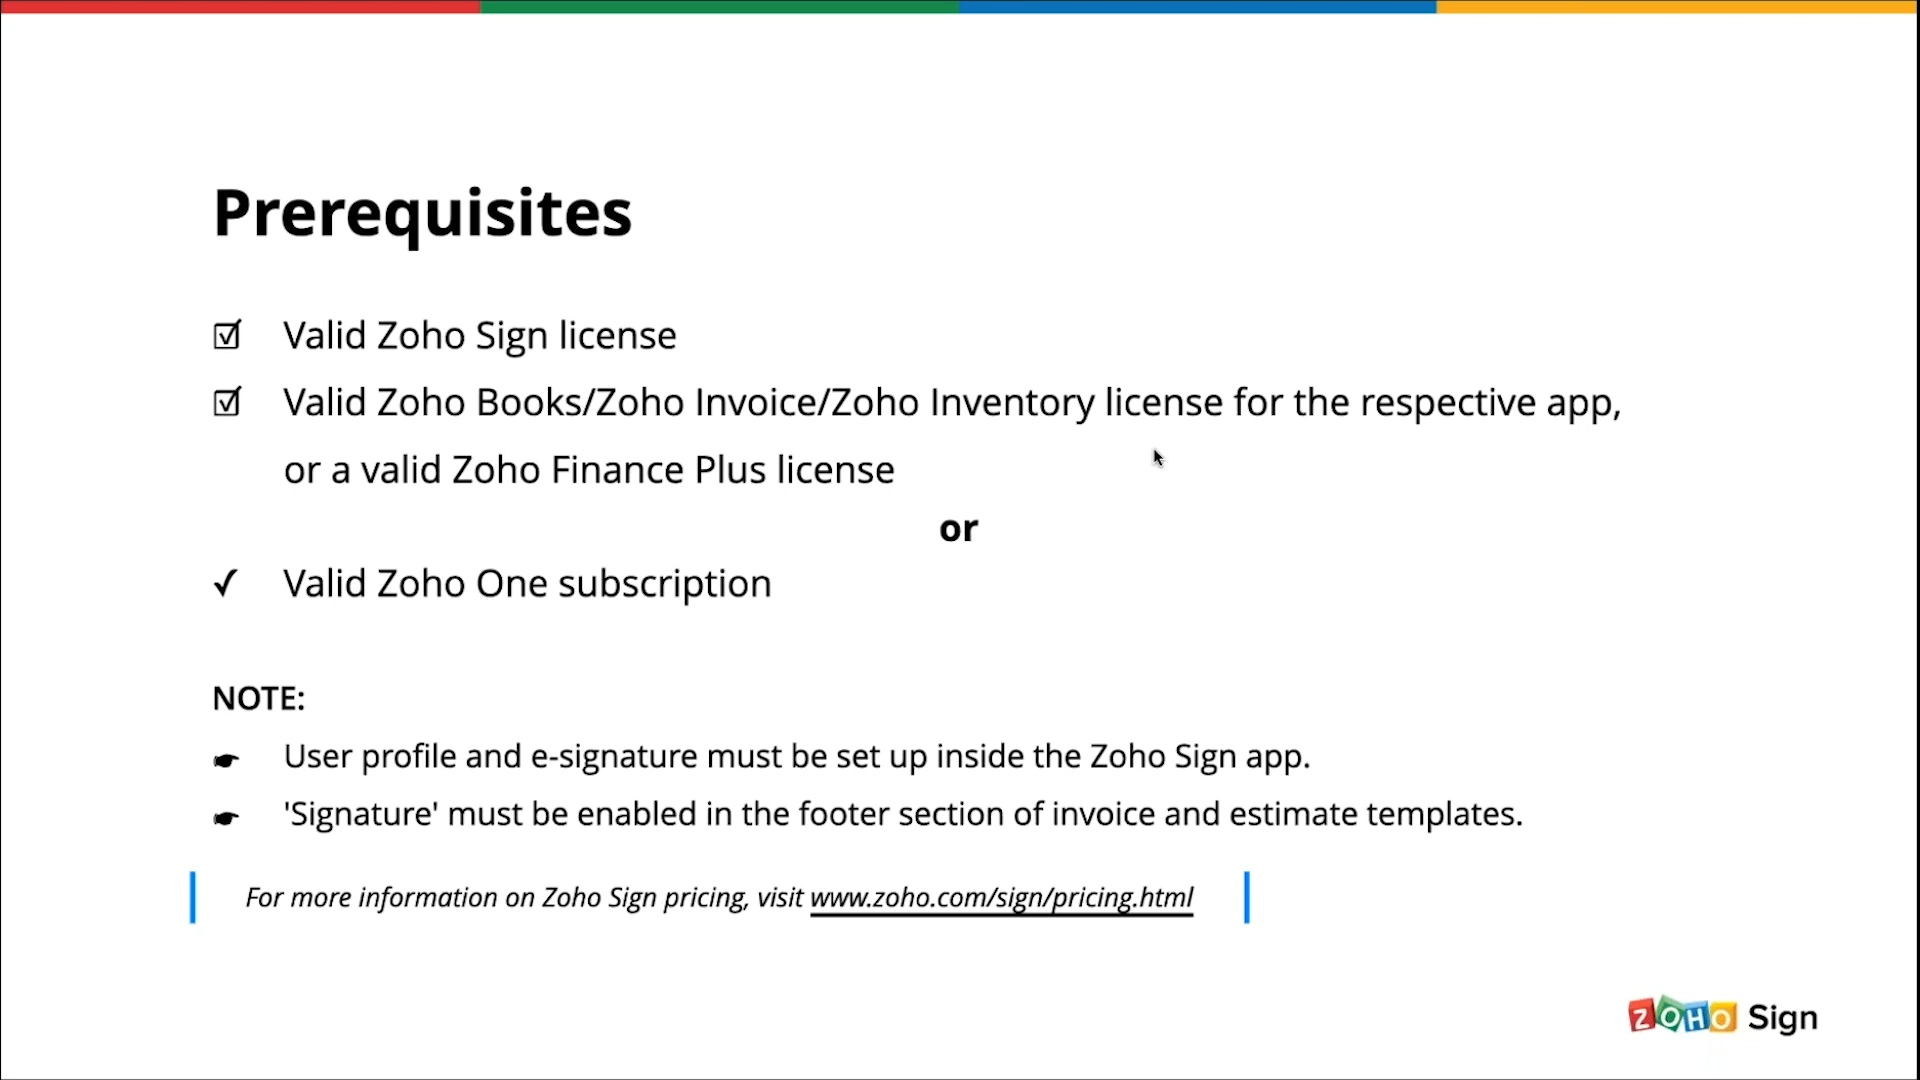 Prerequisites
☑ Valid Zoho Sign license
☑ Valid Zoho Books/Zoho Invoice/Zoho Inventory license for the respective app,
or a valid Zoho Finance Plus license
or
✓ Valid Zoho One subscription
NOTE:
☛ User profile and e-signature must be set up inside the Zoho Sign app.
☛ 'Signature' must be enabled in the footer section of invoice and estimate templates.
For more information on Zoho Sign pricing, visit www.zoho.com/sign/pricing.html
ZOHO Sign